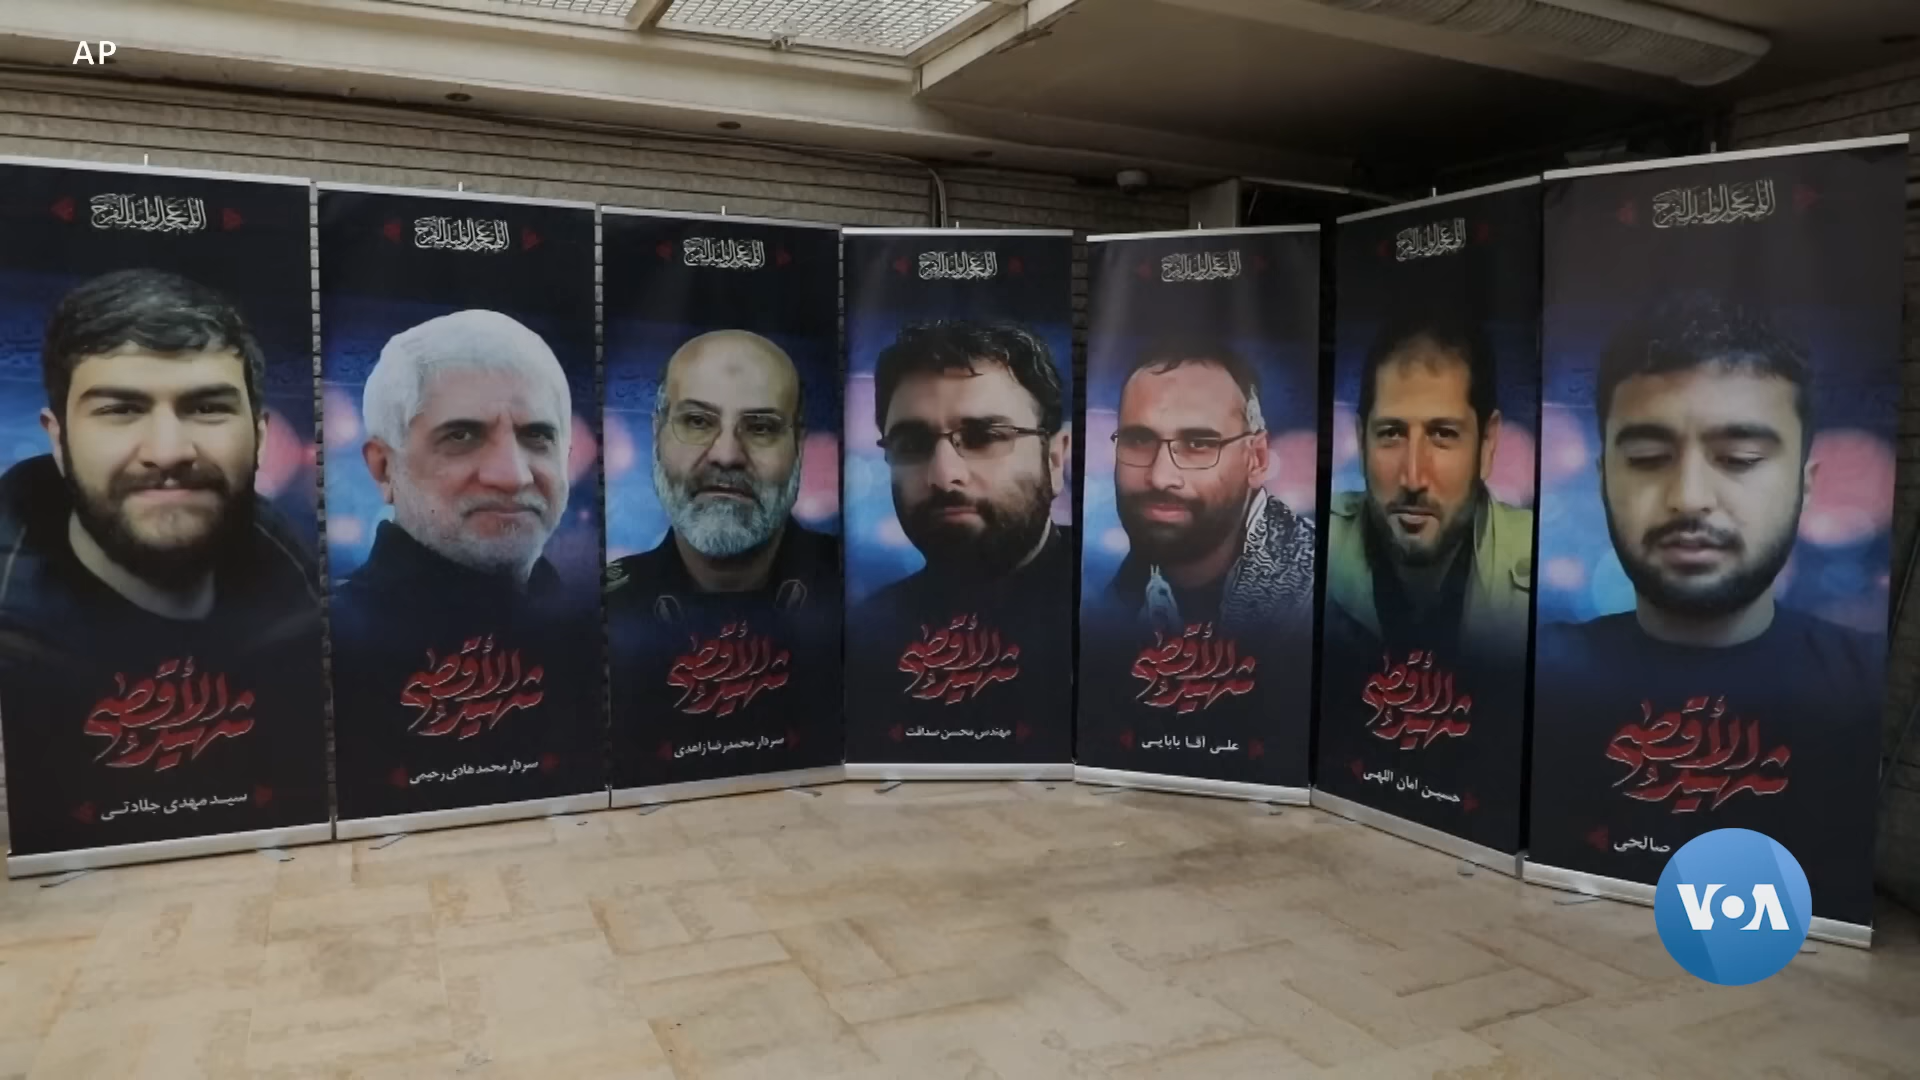 AP
اللهم عجل لولیک الفرج
اللهم عجل لولیک الفرج
اللهم عجل لولیک الفرج
اللهم عجل لولیک الفرج
اللهم عجل لولیک الفرج
اللهم عجل لولیک الفرج
اللهم عجل لولیک الفرج
شهید الأقصی
سید مهدی جلادتی
شهید الأقصی
سردار محمدهادی رحیمی
شهید الأقصی
سردار محمدرضا زاهدی
شهید الأقصی
مهندس محسن صداقت
شهید الأقصی
علی آقا بابایی
شهید الأقصی
حسین امان اللهی
شهید الأقصی
صالحی
VOA